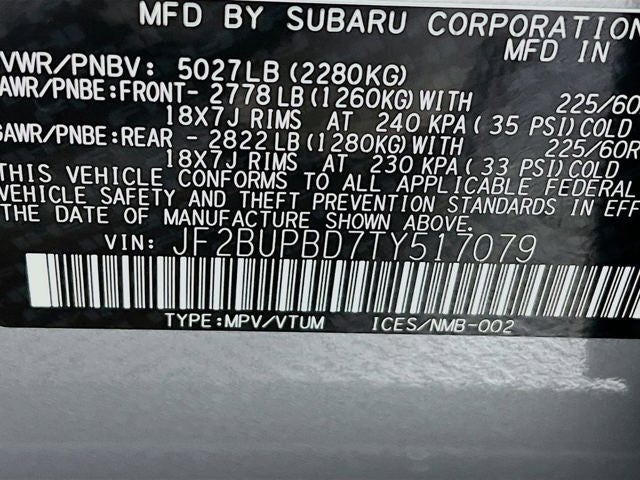 MFD BY SUBARU CORPORATION
MFD IN
VWR/PNBV: 5027LB (2280KG)
AWR/PNBE:FRONT- 2778 LB(1260KG) WITH 225/60
18X7J RIMS AT 240 KPA( 35 PSI) COLD
GAWR/PNBE:REAR - 2822 LB(1280KG) WITH 225/60R
18X7J RIMS AT 230 KPA( 33 PSI) COLD
THIS VEHICLE CONFORMS TO ALL APPLICABLE FEDERAL
VEHICLE SAFETY AND THEFT PREVENTION STANDARDS IN EFF
THE DATE OF MANUFACTURE SHOWN ABOVE.
VIN: JF2BUPBD7TY517079
TYPE:MPV/VTUM ICES/NMB-002